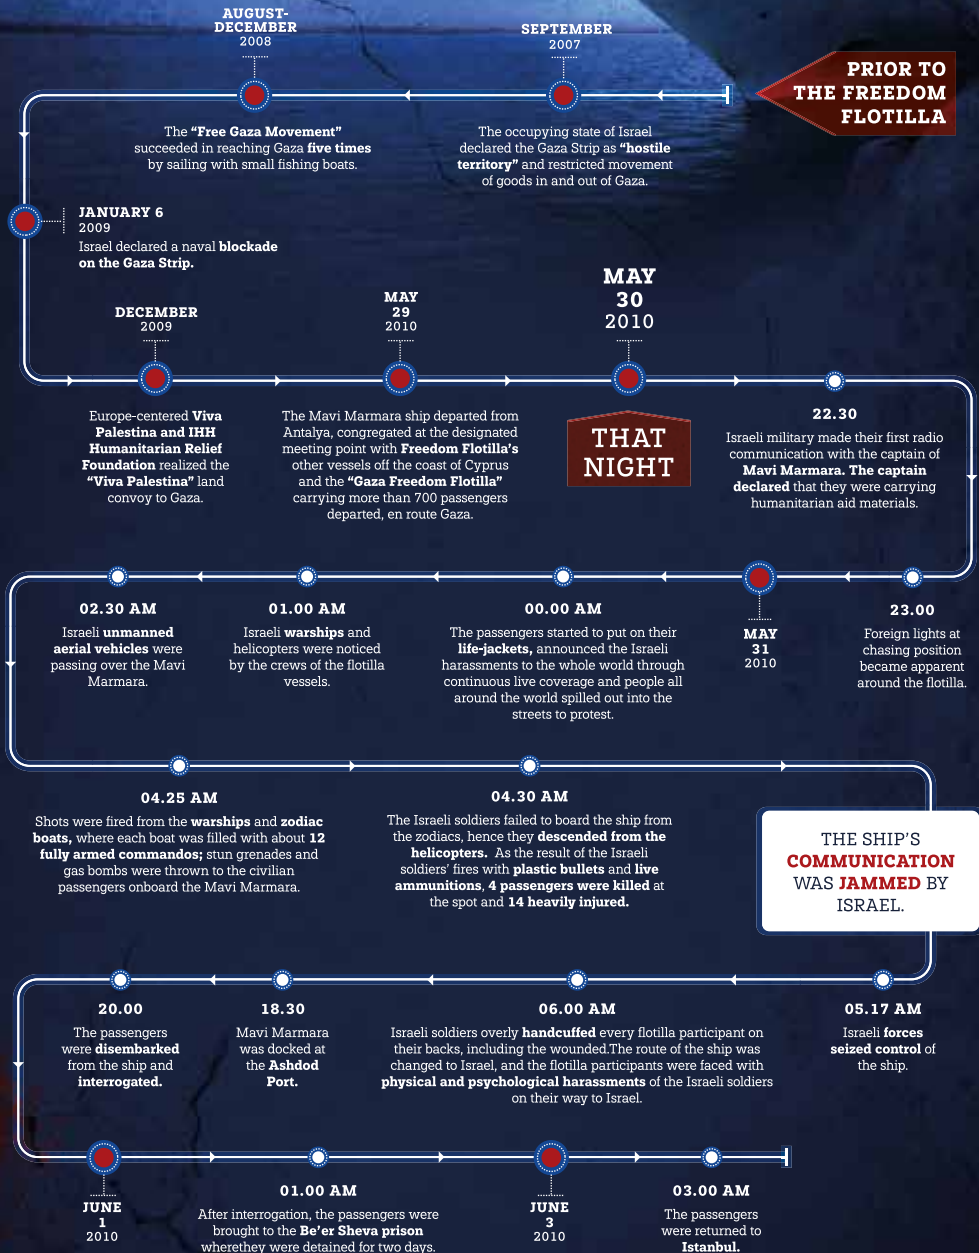 PRIOR TO
THE FREEDOM
FLOTILLA
SEPTEMBER
2007
The occupying state of Israel
declared the Gaza Strip as “hostile
territory” and restricted movement
of goods in and out of Gaza.
AUGUST-
DECEMBER
2008
The “Free Gaza Movement”
succeeded in reaching Gaza five times
by sailing with small fishing boats.
JANUARY 6
2009
Israel declared a naval blockade
on the Gaza Strip.
DECEMBER
2009
Europe-centered Viva
Palestina and IHH
Humanitarian Relief
Foundation realized the
“Viva Palestina” land
convoy to Gaza.
MAY
29
2010
The Mavi Marmara ship departed from
Antalya, congregated at the designated
meeting point with Freedom Flotilla’s
other vessels off the coast of Cyprus
and the “Gaza Freedom Flotilla”
carrying more than 700 passengers
departed, en route Gaza.
MAY
30
2010
THAT
NIGHT
22.30
Israeli military made their first radio
communication with the captain of
Mavi Marmara. The captain
declared that they were carrying
humanitarian aid materials.
23.00
Foreign lights at
chasing position
became apparent
around the flotilla.
MAY
31
2010
00.00 AM
The passengers started to put on their
life-jackets, announced the Israeli
harassments to the whole world through
continuous live coverage and people all
around the world spilled out into the
streets to protest.
01.00 AM
Israeli warships and
helicopters were noticed
by the crews of the flotilla
vessels.
02.30 AM
Israeli unmanned
aerial vehicles were
passing over the Mavi
Marmara.
04.25 AM
Shots were fired from the warships and zodiac
boats, where each boat was filled with about 12
fully armed commandos; stun grenades and
gas bombs were thrown to the civilian
passengers onboard the Mavi Marmara.
04.30 AM
The Israeli soldiers failed to board the ship from
the zodiacs, hence they descended from the
helicopters. As the result of the Israeli
soldiers’ fires with plastic bullets and live
ammunitions, 4 passengers were killed at
the spot and 14 heavily injured.
THE SHIP’S
COMMUNICATION
WAS JAMMED BY
ISRAEL.
05.17 AM
Israeli forces
seized control of
the ship.
06.00 AM
Israeli soldiers overly handcuffed every flotilla participant on
their backs, including the wounded.The route of the ship was
changed to Israel, and the flotilla participants were faced with
physical and psychological harassments of the Israeli soldiers
on their way to Israel.
18.30
Mavi Marmara
was docked at
the Ashdod
Port.
20.00
The passengers
were disembarked
from the ship and
interrogated.
JUNE
1
2010
01.00 AM
After interrogation, the passengers were
brought to the Be’er Sheva prison
wherethey were detained for two days.
JUNE
3
2010
03.00 AM
The passengers
were returned to
Istanbul.